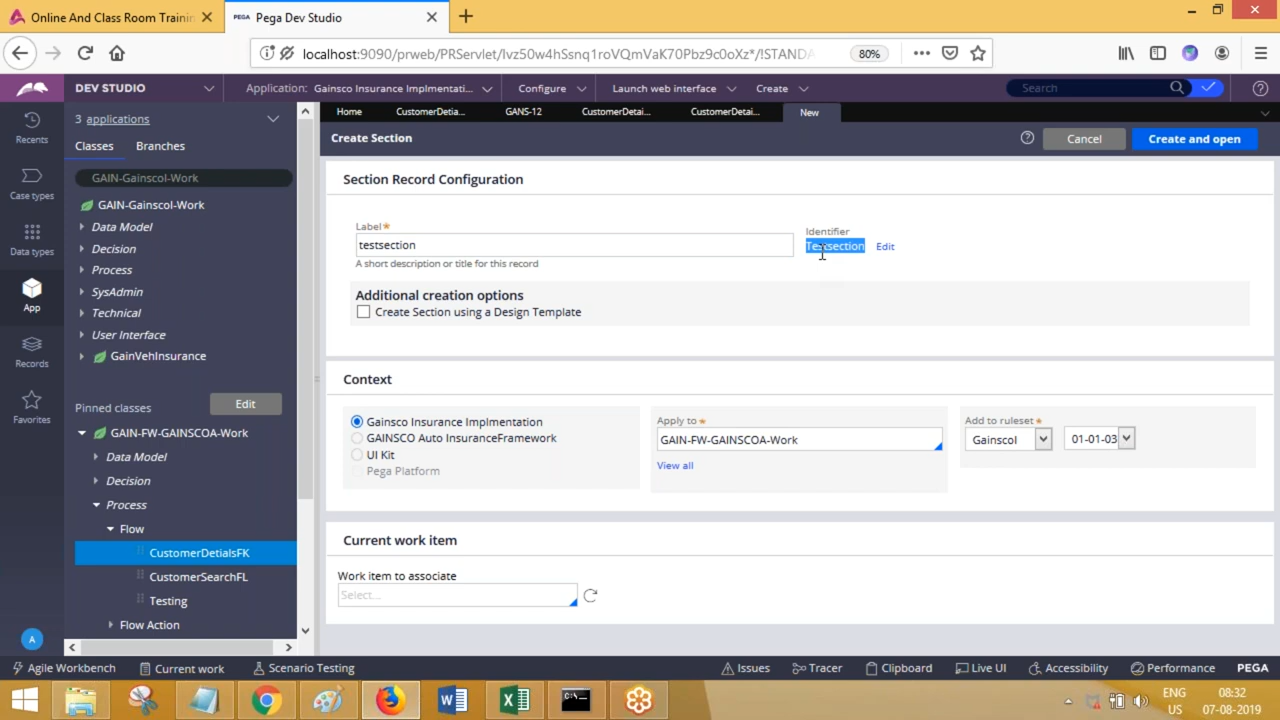 Online And Class Room Trainin
PEGA Pega Dev Studio
localhost:9090/prweb/PRServlet/Ivz50w4hSsnq1roVQmVaK70Pbz9c0oXz*/!STANDA
80%
DEV STUDIO
Application: Gainsco Insurance Implmentati...
Configure
Launch web interface
Create
Search
3 applications
Home
CustomerDetia...
GANS-12
CustomerDetai...
CustomerDetai...
New
Recents
Classes
Branches
Create Section
Cancel
Create and open
GAIN-Gainscol-Work
Section Record Configuration
Case types
GAIN-Gainscol-Work
Data Model
Decision
Process
SysAdmin
Technical
User Interface
GainVehInsurance
Data types
App
Records
Favorites
Label*
testsection
A short description or title for this record
Identifier
Testsection
Edit
Additional creation options
Create Section using a Design Template
Context
Pinned classes
Edit
GAIN-FW-GAINSCOA-Work
Data Model
Decision
Process
Flow
CustomerDetialsFK
CustomerSearchFL
Testing
Flow Action
Gainsco Insurance Implmentation
GAINSCO Auto InsuranceFramework
UI Kit
Pega Platform
Apply to*
GAIN-FW-GAINSCOA-Work
View all
Add to ruleset*
Gainscol
01-01-03
Current work item
Work item to associate
Select...
A
Agile Workbench
Current work
Scenario Testing
Issues
Tracer
Clipboard
Live UI
Accessibility
Performance
PEGA
ENG
US
08:32
07-08-2019